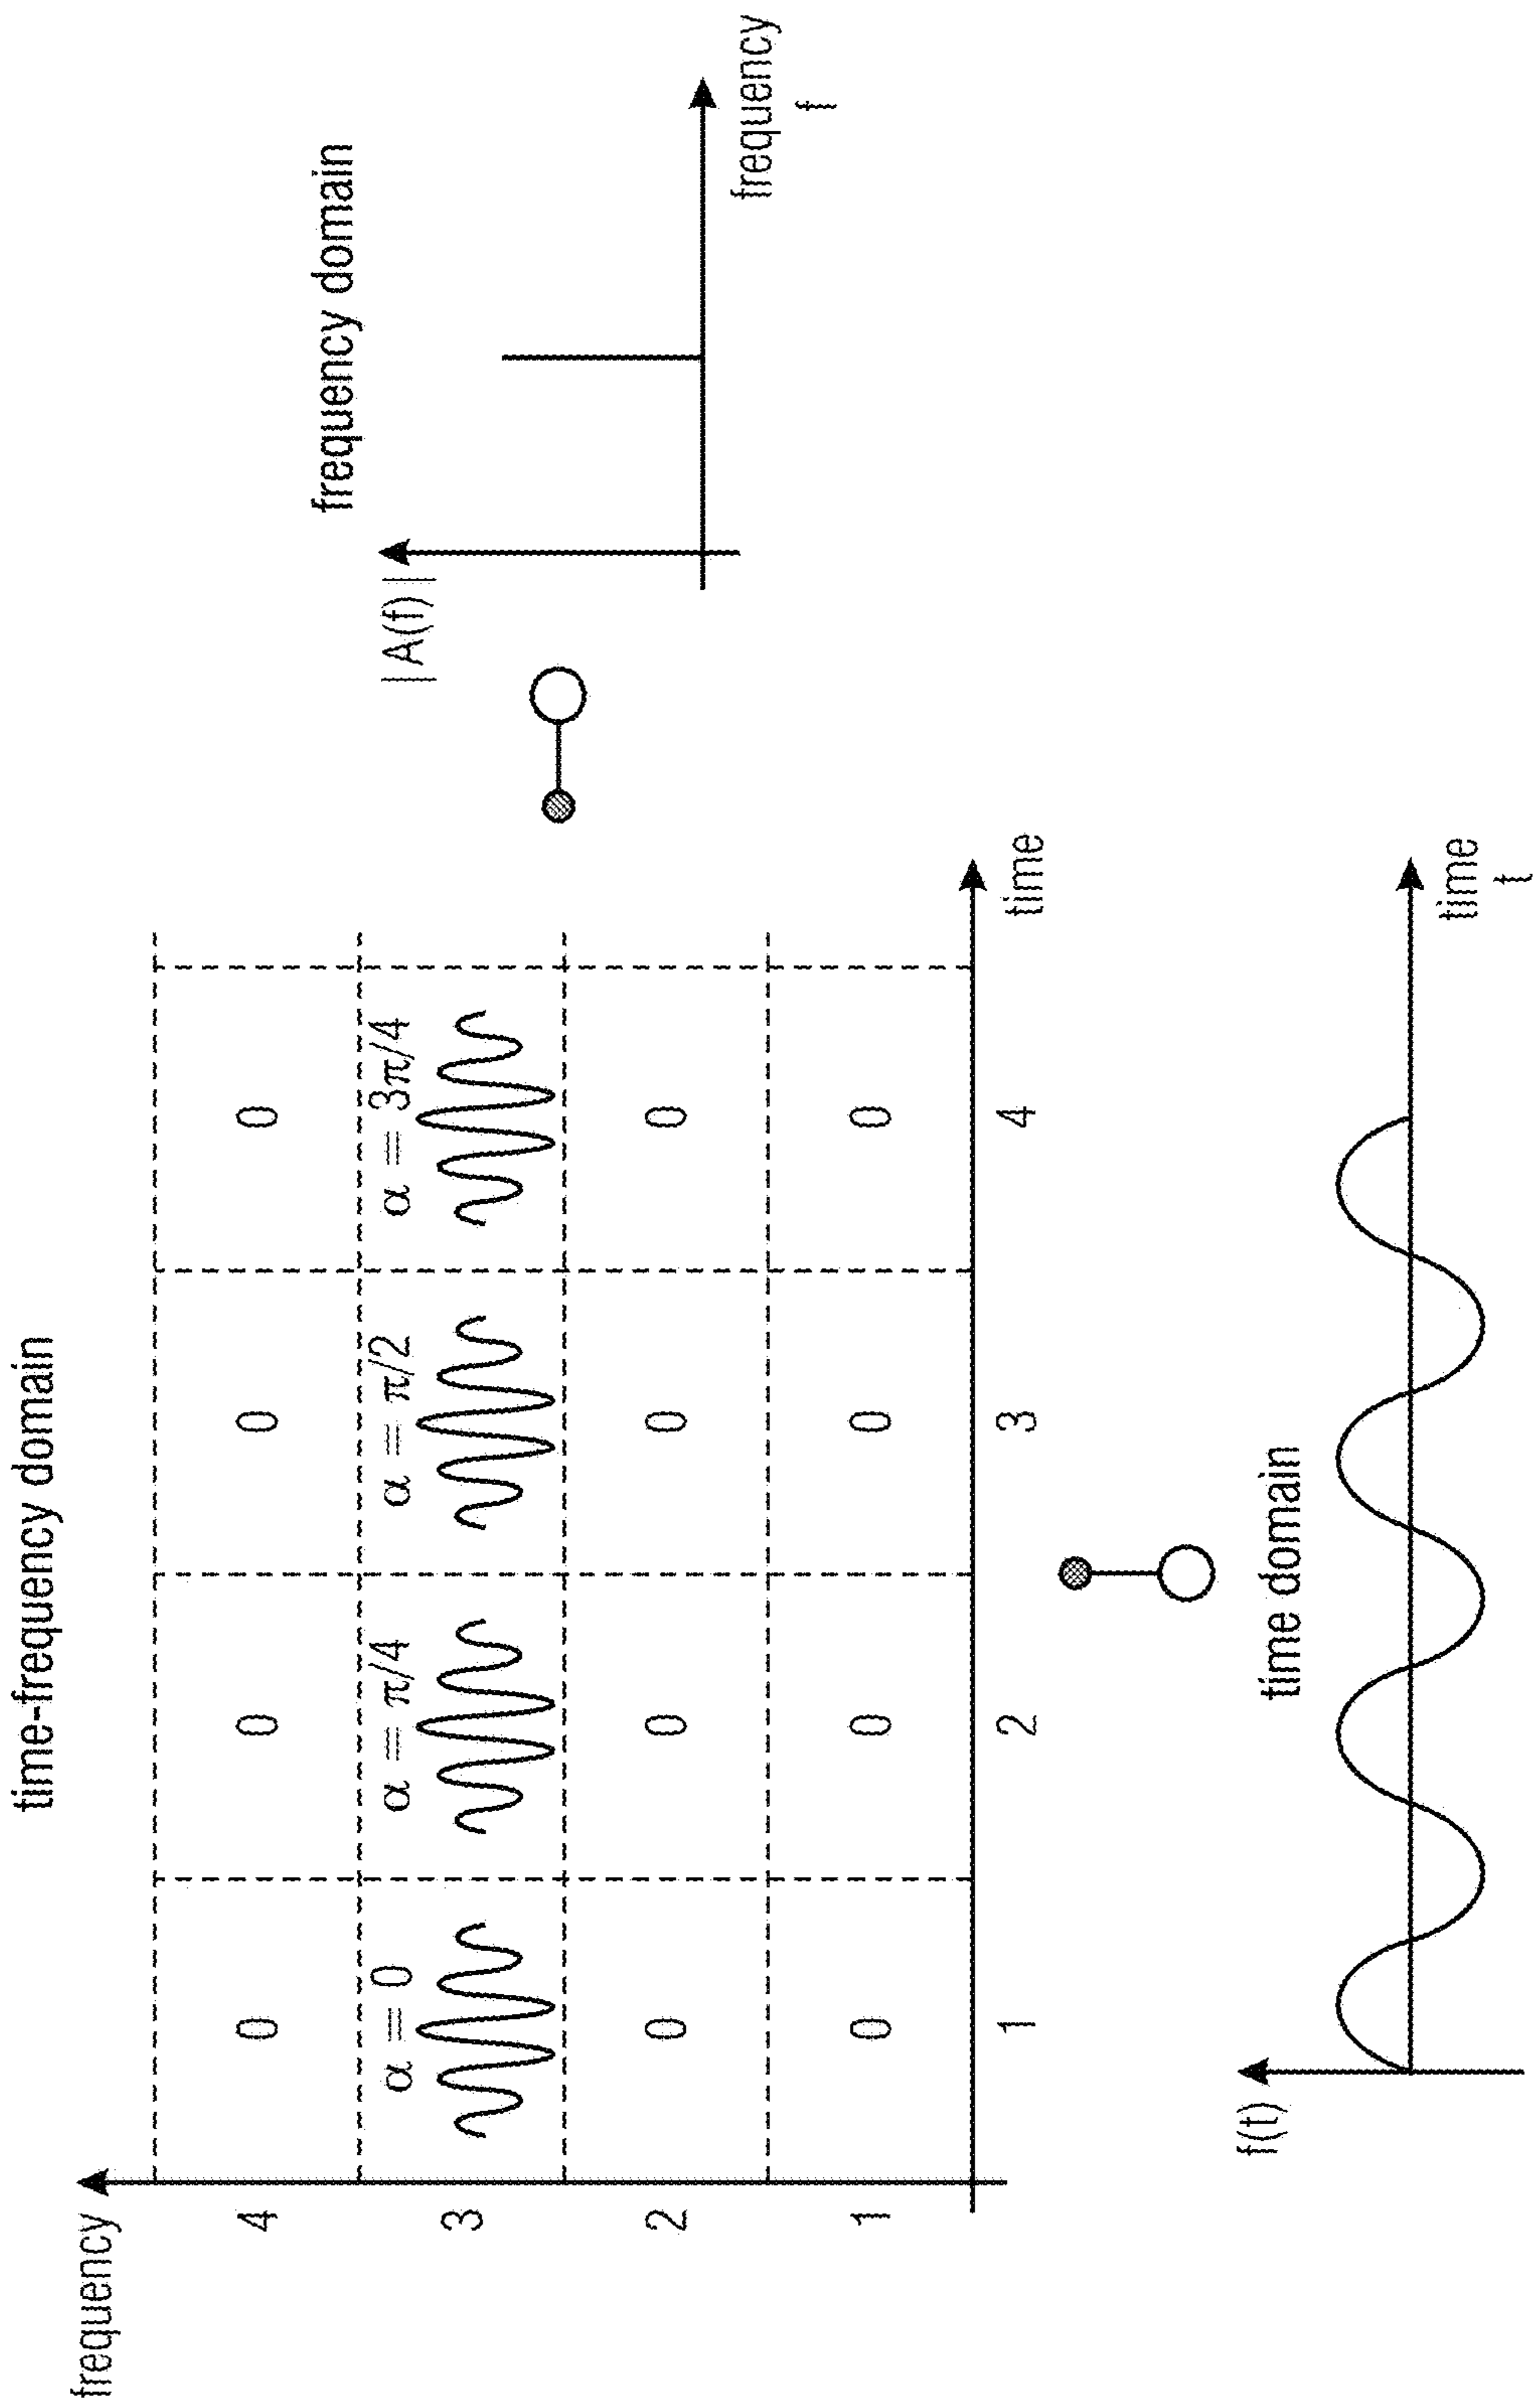 time-frequency domain
frequency
4
0
0
0
0
α = 0
α = π/4
α = π/2
α = 3π/4
3
2
0
0
0
0
1
0
0
0
0
1
2
3
4
time
frequency domain
| A(f) |
frequency
f
time domain
f(t)
time
t